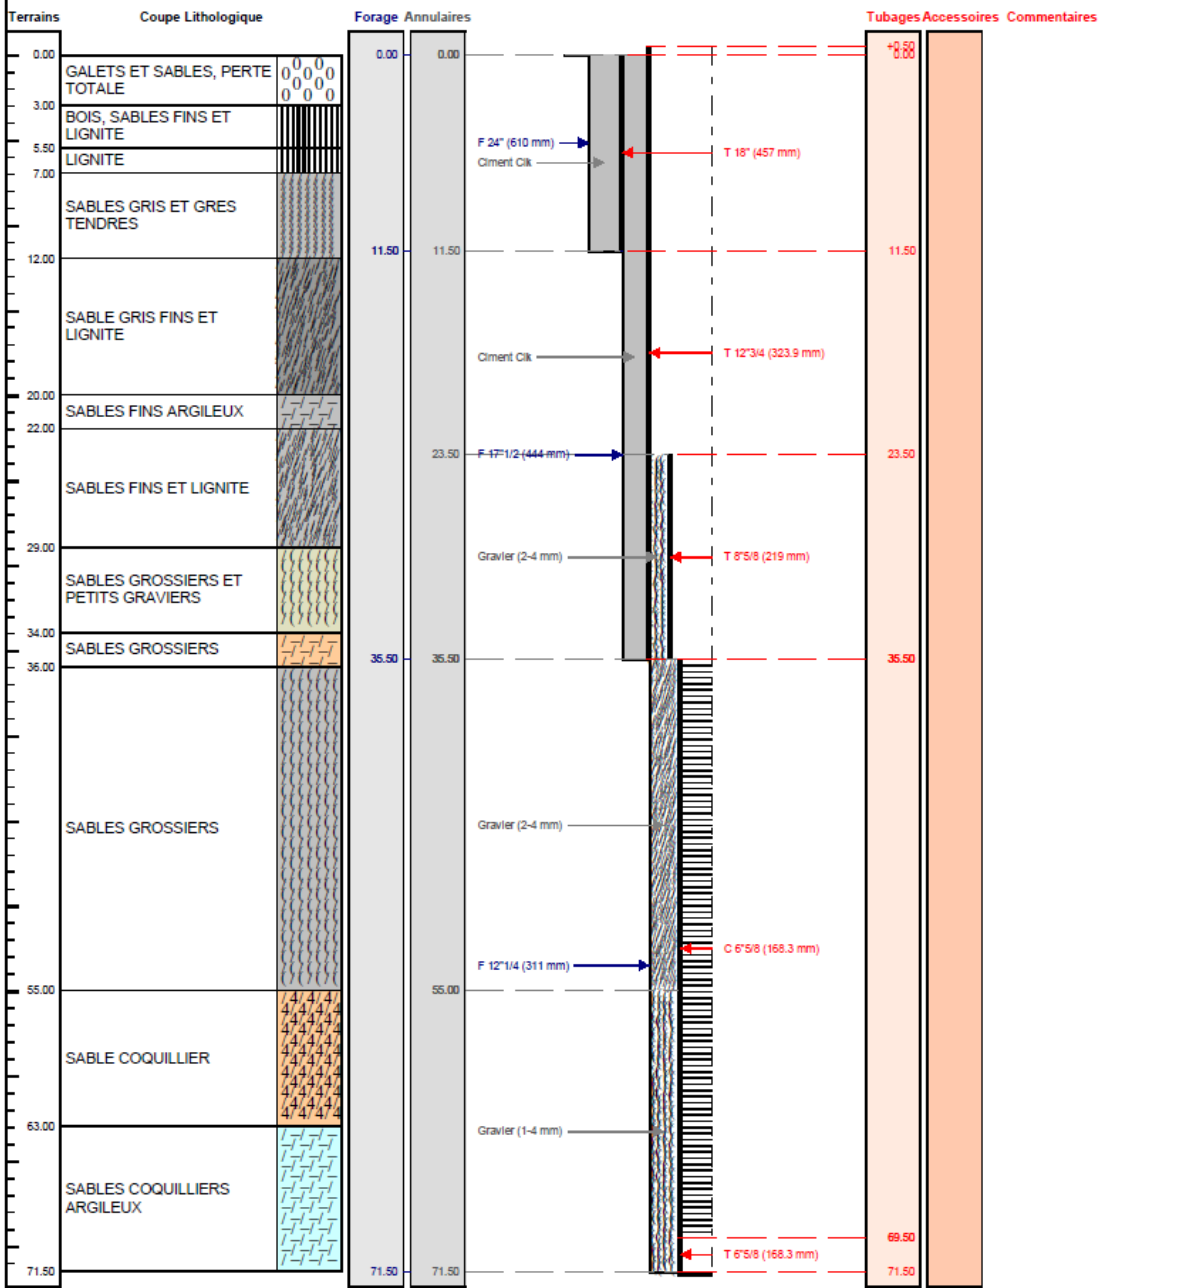 Terrains Coupe Lithologique Forage Annulaires Tubages Accessoires Commentaires
+0.50
0.00 0.00 0.00 0.00
GALETS ET SABLES, PERTE
TOTALE
3.00
BOIS, SABLES FINS ET
LIGNITE
F 24" (610 mm)
5.50
T 18" (457 mm)
LIGNITE
Ciment Clk
7.00
SABLES GRIS ET GRES
TENDRES
11.50 11.50 11.50
12.00
SABLE GRIS FINS ET
LIGNITE
T 12"3/4 (323.9 mm)
Ciment Clk
20.00
SABLES FINS ARGILEUX
22.00
23.50 F 17"1/2 (444 mm) 23.50
SABLES FINS ET LIGNITE
29.00
Gravier (2-4 mm) T 8"5/8 (219 mm)
SABLES GROSSIERS ET
PETITS GRAVIERS
34.00
SABLES GROSSIERS
35.50 35.50 35.50
36.00
SABLES GROSSIERS
Gravier (2-4 mm)
C 6"5/8 (168.3 mm)
F 12"1/4 (311 mm)
55.00 55.00
SABLE COQUILLIER
63.00
Gravier (1-4 mm)
SABLES COQUILLIERS
ARGILEUX
69.50
T 6"5/8 (168.3 mm)
71.50 71.50 71.50 71.50